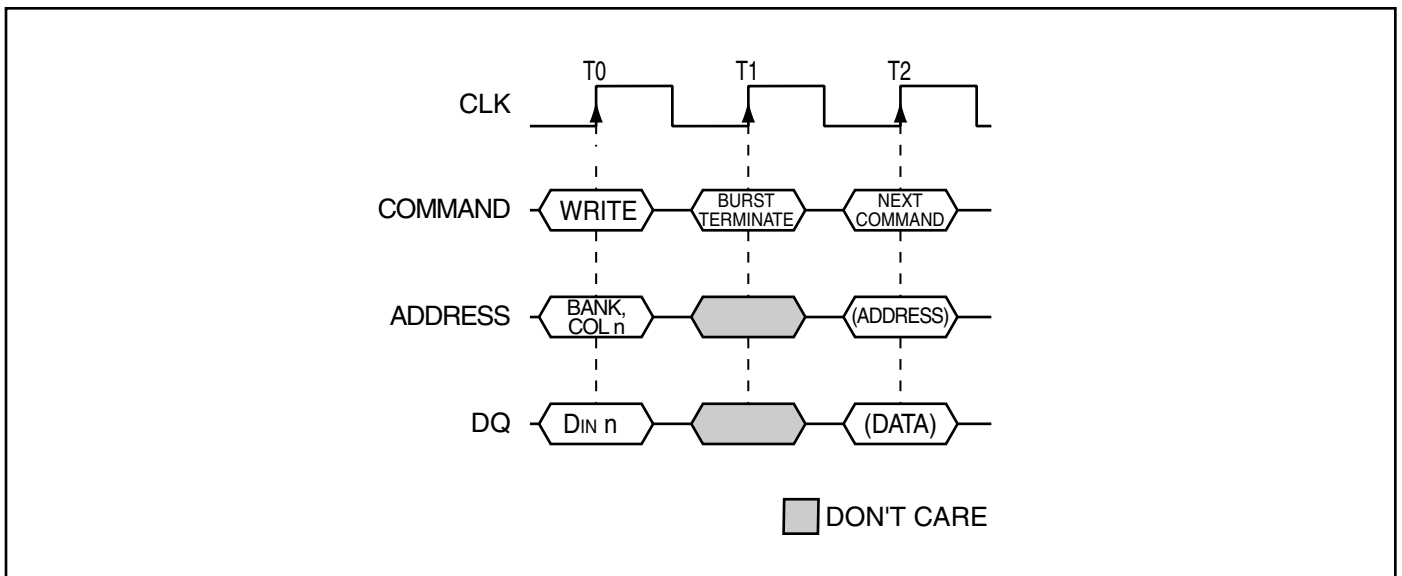 T0 T1 T2
CLK
COMMAND WRITE BURST TERMINATE NEXT COMMAND
ADDRESS BANK, COL n (ADDRESS)
DQ DIN n (DATA)
DON'T CARE